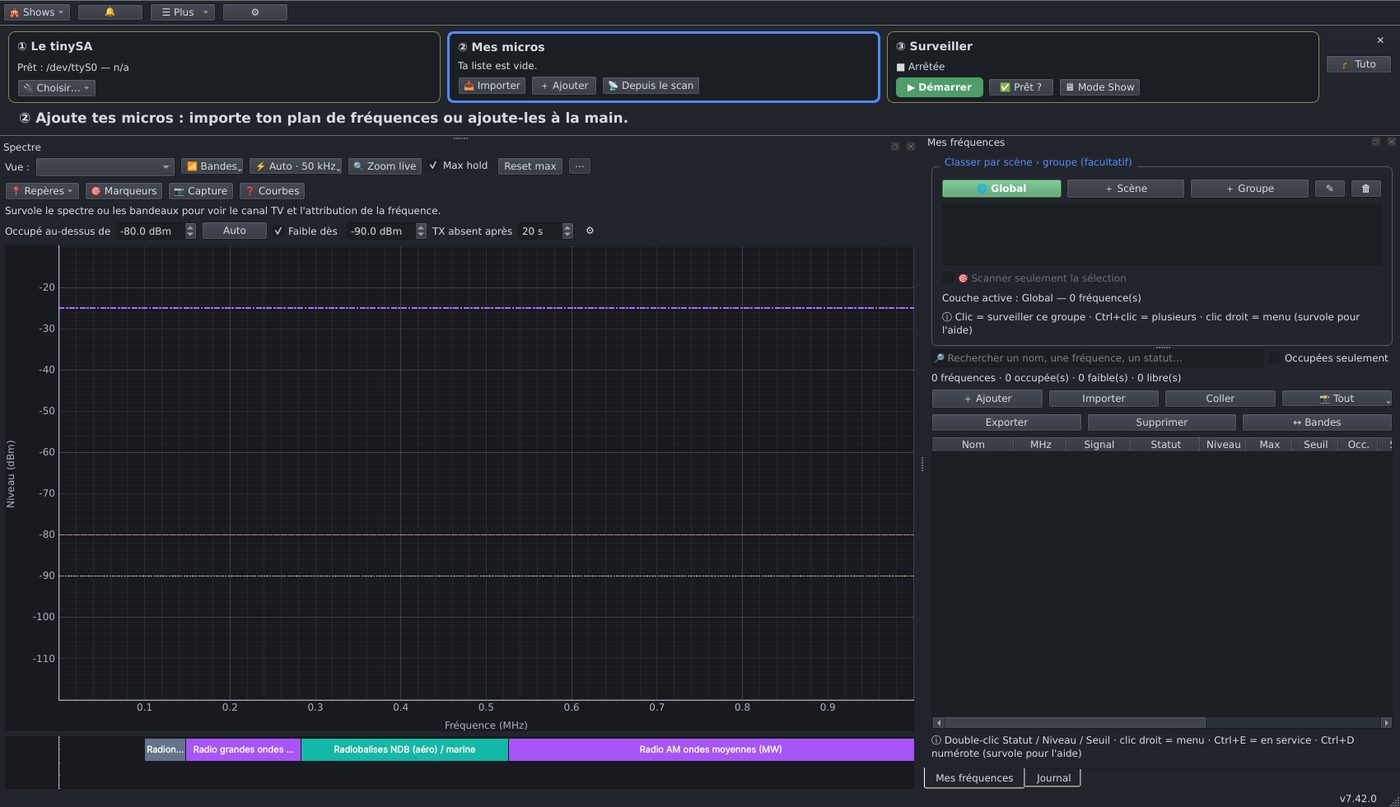 Shows
Plus
① Le tinySA
Prêt : /dev/ttyS0 — n/a
Choisir…
② Mes micros
Ta liste est vide.
Importer
+ Ajouter
Depuis le scan
③ Surveiller
Arrêtée
▶ Démarrer
Prêt ?
Mode Show
Tuto
② Ajoute tes micros : importe ton plan de fréquences ou ajoute-les à la main.
Spectre
Vue :
Bandes
Auto · 50 kHz
Zoom live
Max hold
Reset max
⋯
Repères
Marqueurs
Capture
Courbes
Survole le spectre ou les bandeaux pour voir le canal TV et l'attribution de la fréquence.
Occupé au-dessus de -80.0 dBm Auto ✓ Faible dès -90.0 dBm TX absent après 20 s
Niveau (dBm)
-20
-30
-40
-50
-60
-70
-80
-90
-100
-110
0.1 0.2 0.3 0.4 0.5 0.6 0.7 0.8 0.9
Fréquence (MHz)
Radion...
Radio grandes ondes ...
Radiobalises NDB (aéro) / marine
Radio AM ondes moyennes (MW)
Mes fréquences
Classer par scène › groupe (facultatif)
Global
+ Scène
+ Groupe
Scanner seulement la sélection
Couche active : Global — 0 fréquence(s)
ⓘ Clic = surveiller ce groupe · Ctrl+clic = plusieurs · clic droit = menu (survole pour
l'aide)
Rechercher un nom, une fréquence, un statut…
Occupées seulement
0 fréquences · 0 occupée(s) · 0 faible(s) · 0 libre(s)
+ Ajouter
Importer
Coller
Tout
Exporter
Supprimer
↔ Bandes
Nom MHz Signal Statut Niveau Max Seuil Occ.
ⓘ Double-clic Statut / Niveau / Seuil · clic droit = menu · Ctrl+E = en service · Ctrl+D
numérote (survole pour l'aide)
Mes fréquences
Journal
v7.42.0